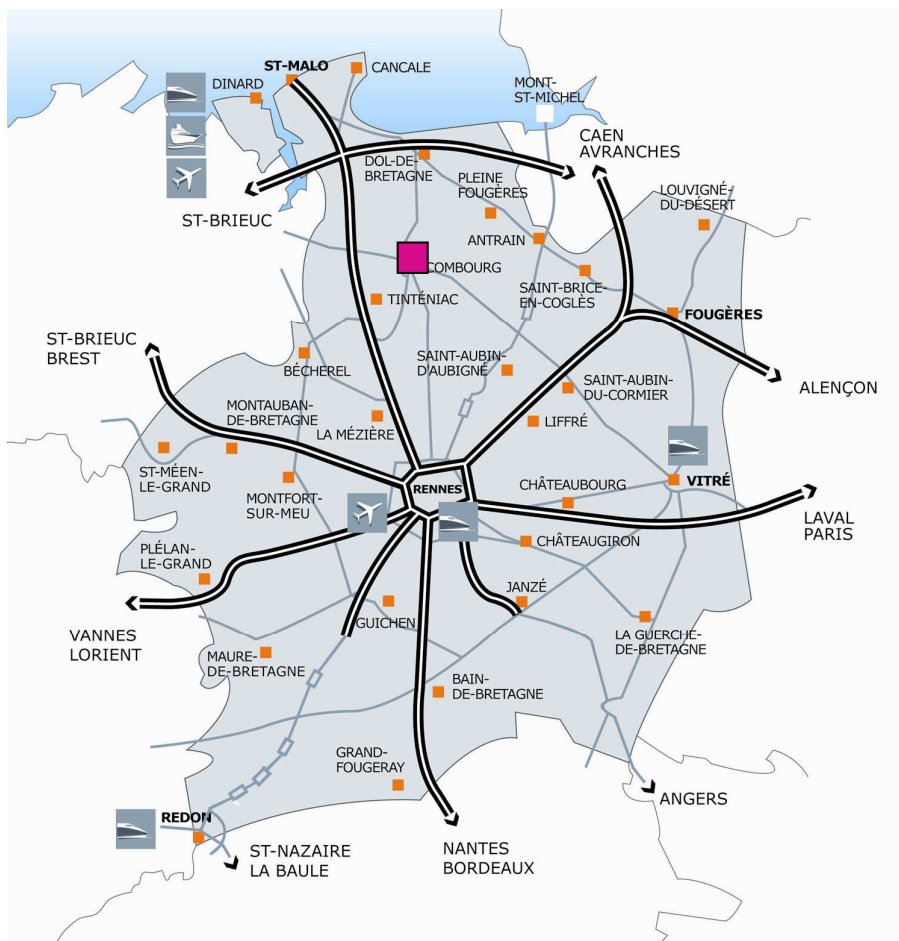 ST-MALO
CANCALE
DINARD
MONT-
ST-MICHEL
CAEN
AVRANCHES
DOL-DE-
BRETAGNE
PLEINE
FOUGÈRES
LOUVIGNÉ-
DU-DÉSERT
ST-BRIEUC
ANTRAIN
COMBOURG
SAINT-BRICE-
EN-COGLÈS
TINTÉNIAC
FOUGÈRES
ST-BRIEUC
BREST
BÉCHEREL
SAINT-AUBIN-
D'AUBIGNÉ
SAINT-AUBIN-
DU-CORMIER
ALENÇON
MONTAUBAN-
DE-BRETAGNE
LA MÉZIÈRE
LIFFRÉ
ST-MÉEN-
LE-GRAND
MONTFORT-
SUR-MEU
RENNES
CHÂTEAUBOURG
VITRÉ
LAVAL
PARIS
CHÂTEAUGIRON
PLÉLAN-
LE-GRAND
JANZÉ
GUICHEN
VANNES
LORIENT
MAURE-
DE-BRETAGNE
LA GUERCHE-
DE-BRETAGNE
BAIN-
DE-BRETAGNE
GRAND-
FOUGERAY
ANGERS
REDON
ST-NAZAIRE
LA BAULE
NANTES
BORDEAUX